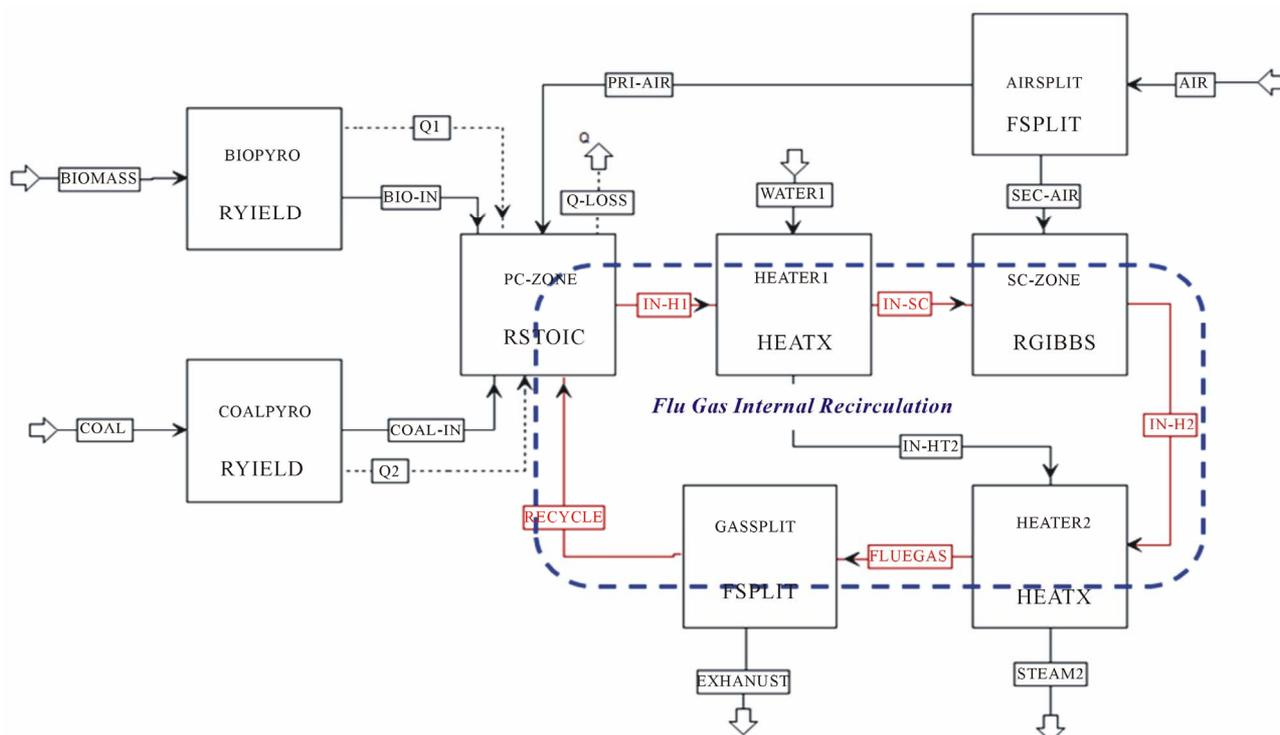 PRI-AIR
AIRSPLIT
FSPLIT
AIR
Q1
Q
BIOPYRO
RYIELD
BIOMASS
BIO-IN
Q-LOSS
WATER1
SEC-AIR
PC-ZONE
RSTOIC
IN-H1
HEATER1
HEATX
IN-SC
SC-ZONE
RGIBBS
Flu Gas Internal Recirculation
COALPYRO
RYIELD
COAL
COAL-IN
Q2
IN-H2
IN-HT2
RECYCLE
GASSPLIT
FSPLIT
FLUEGAS
HEATER2
HEATX
EXHANUST
STEAM2